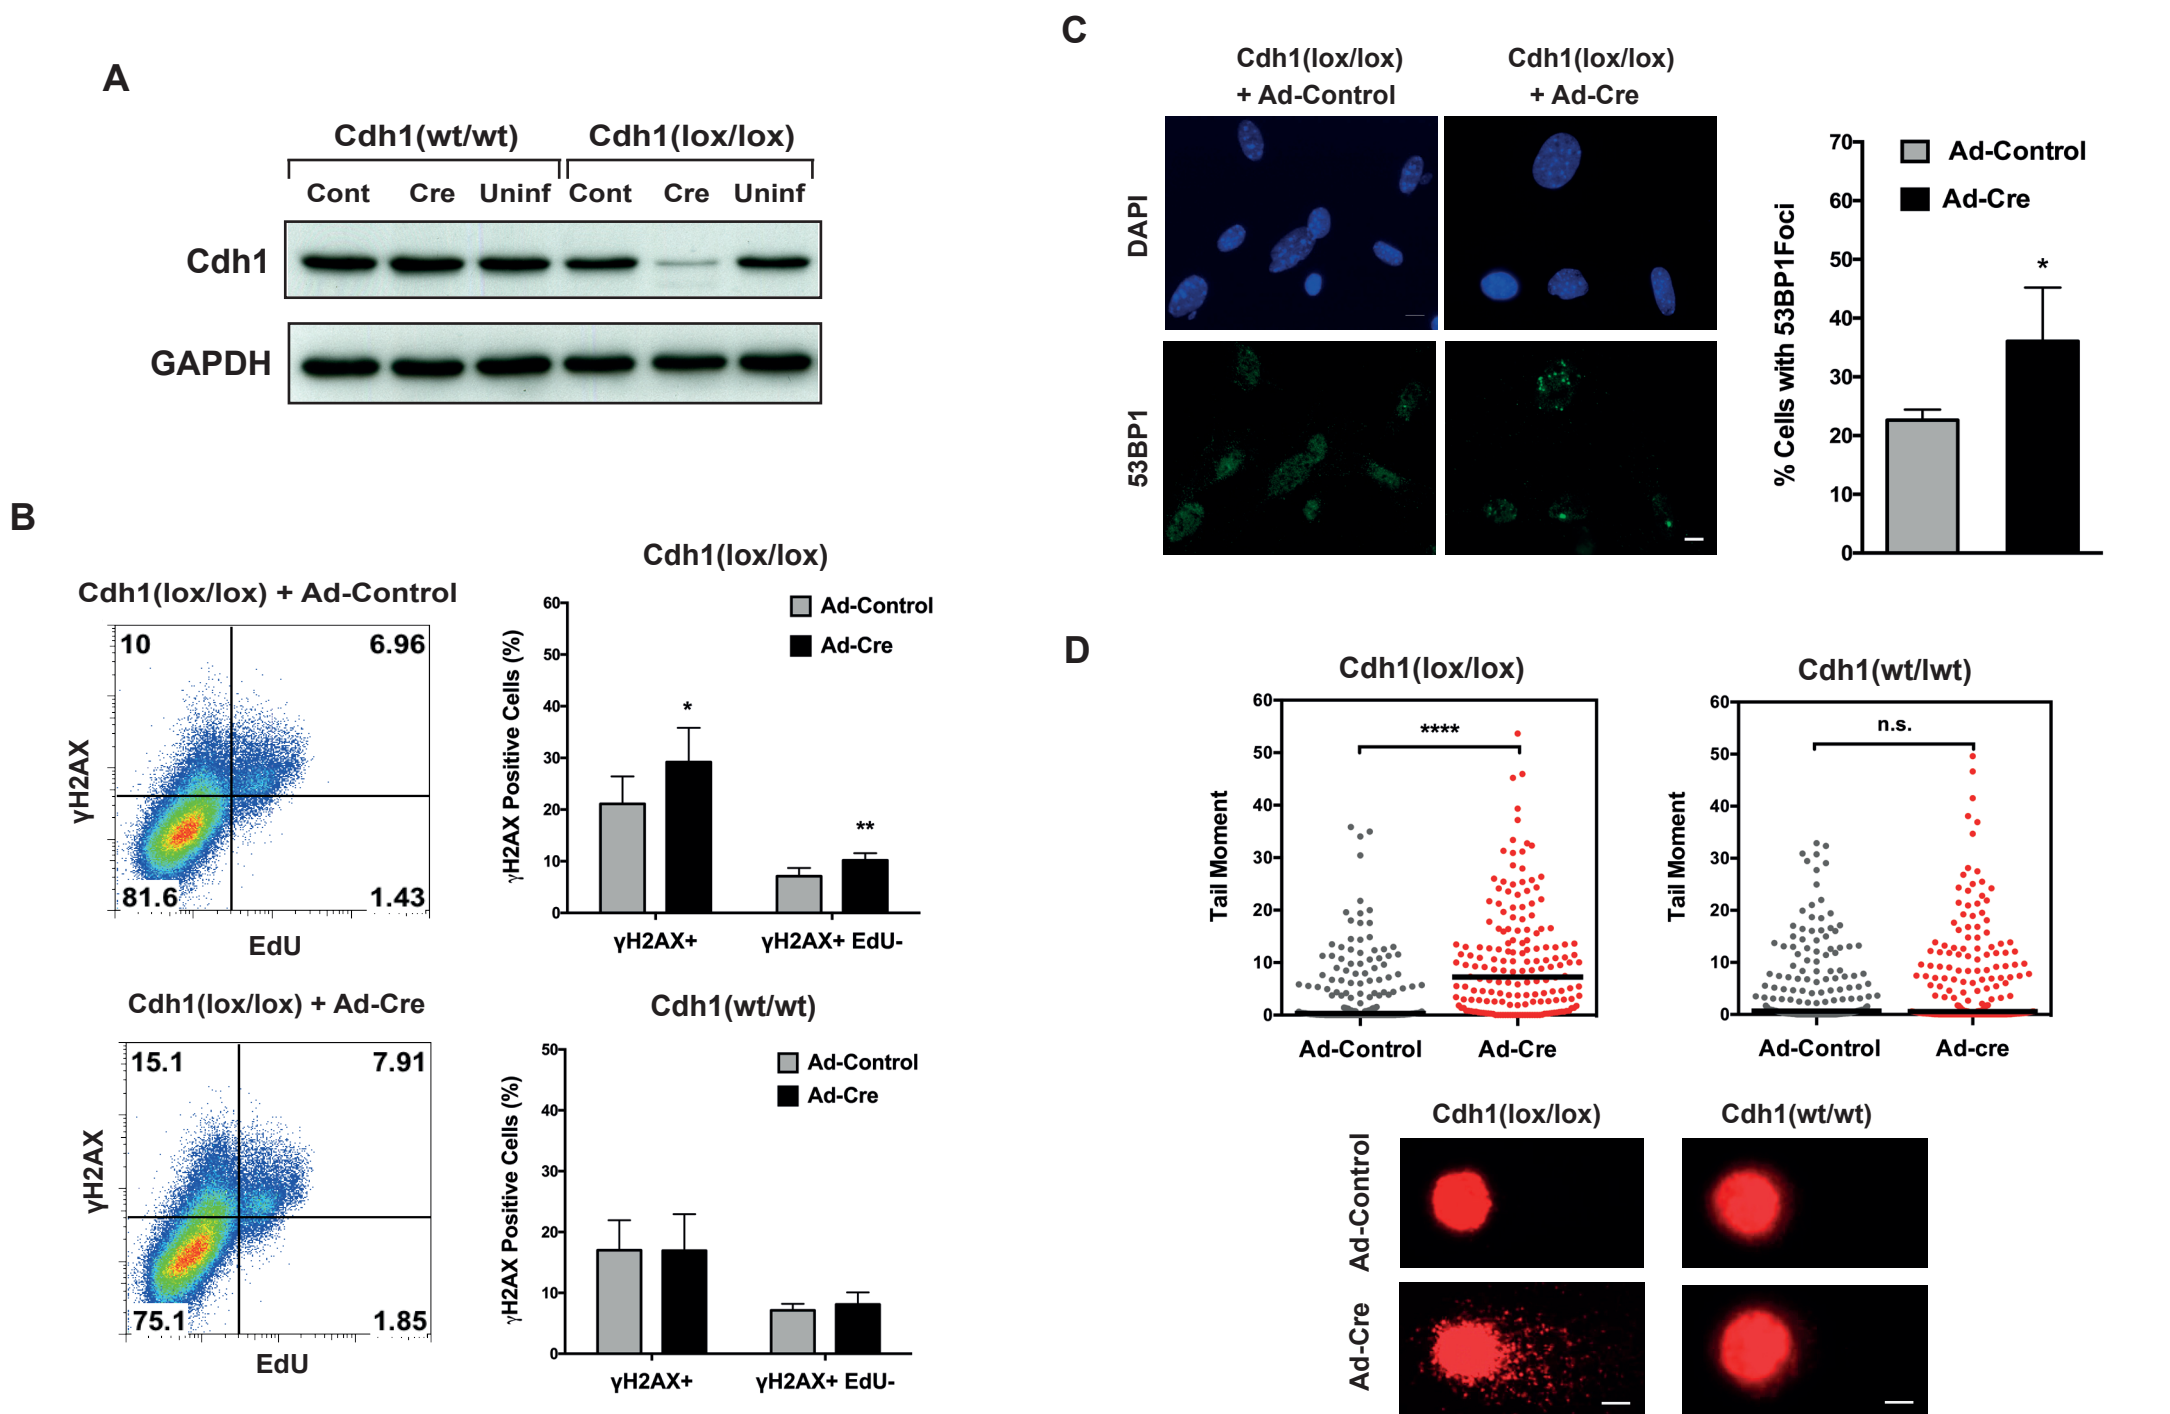 A
Cdh1(wt/wt) Cdh1(lox/lox)
Cont Cre Uninf Cont Cre Uninf
Cdh1
GAPDH
B
Cdh1(lox/lox) + Ad-Control
10 6.96
81.6 1.43
γH2AX
EdU
Cdh1(lox/lox)
60
50
40
30
20
10
0
γH2AX Positive Cells (%)
Ad-Control
Ad-Cre
*
**
γH2AX+ γH2AX+ EdU-
Cdh1(lox/lox) + Ad-Cre
15.1 7.91
75.1 1.85
γH2AX
EdU
Cdh1(wt/wt)
50
40
30
20
10
0
γH2AX Positive Cells (%)
Ad-Control
Ad-Cre
γH2AX+ γH2AX+ EdU-
C
Cdh1(lox/lox)
+ Ad-Control
Cdh1(lox/lox)
+ Ad-Cre
DAPI
53BP1
70
60
50
40
30
20
10
0
% Cells with 53BP1Foci
Ad-Control
Ad-Cre
*
D
Cdh1(lox/lox)
60
50
40
30
20
10
0
Tail Moment
****
Ad-Control Ad-Cre
Cdh1(wt/lwt)
60
50
40
30
20
10
0
Tail Moment
n.s.
Ad-Control Ad-cre
Cdh1(lox/lox) Cdh1(wt/wt)
Ad-Control
Ad-Cre